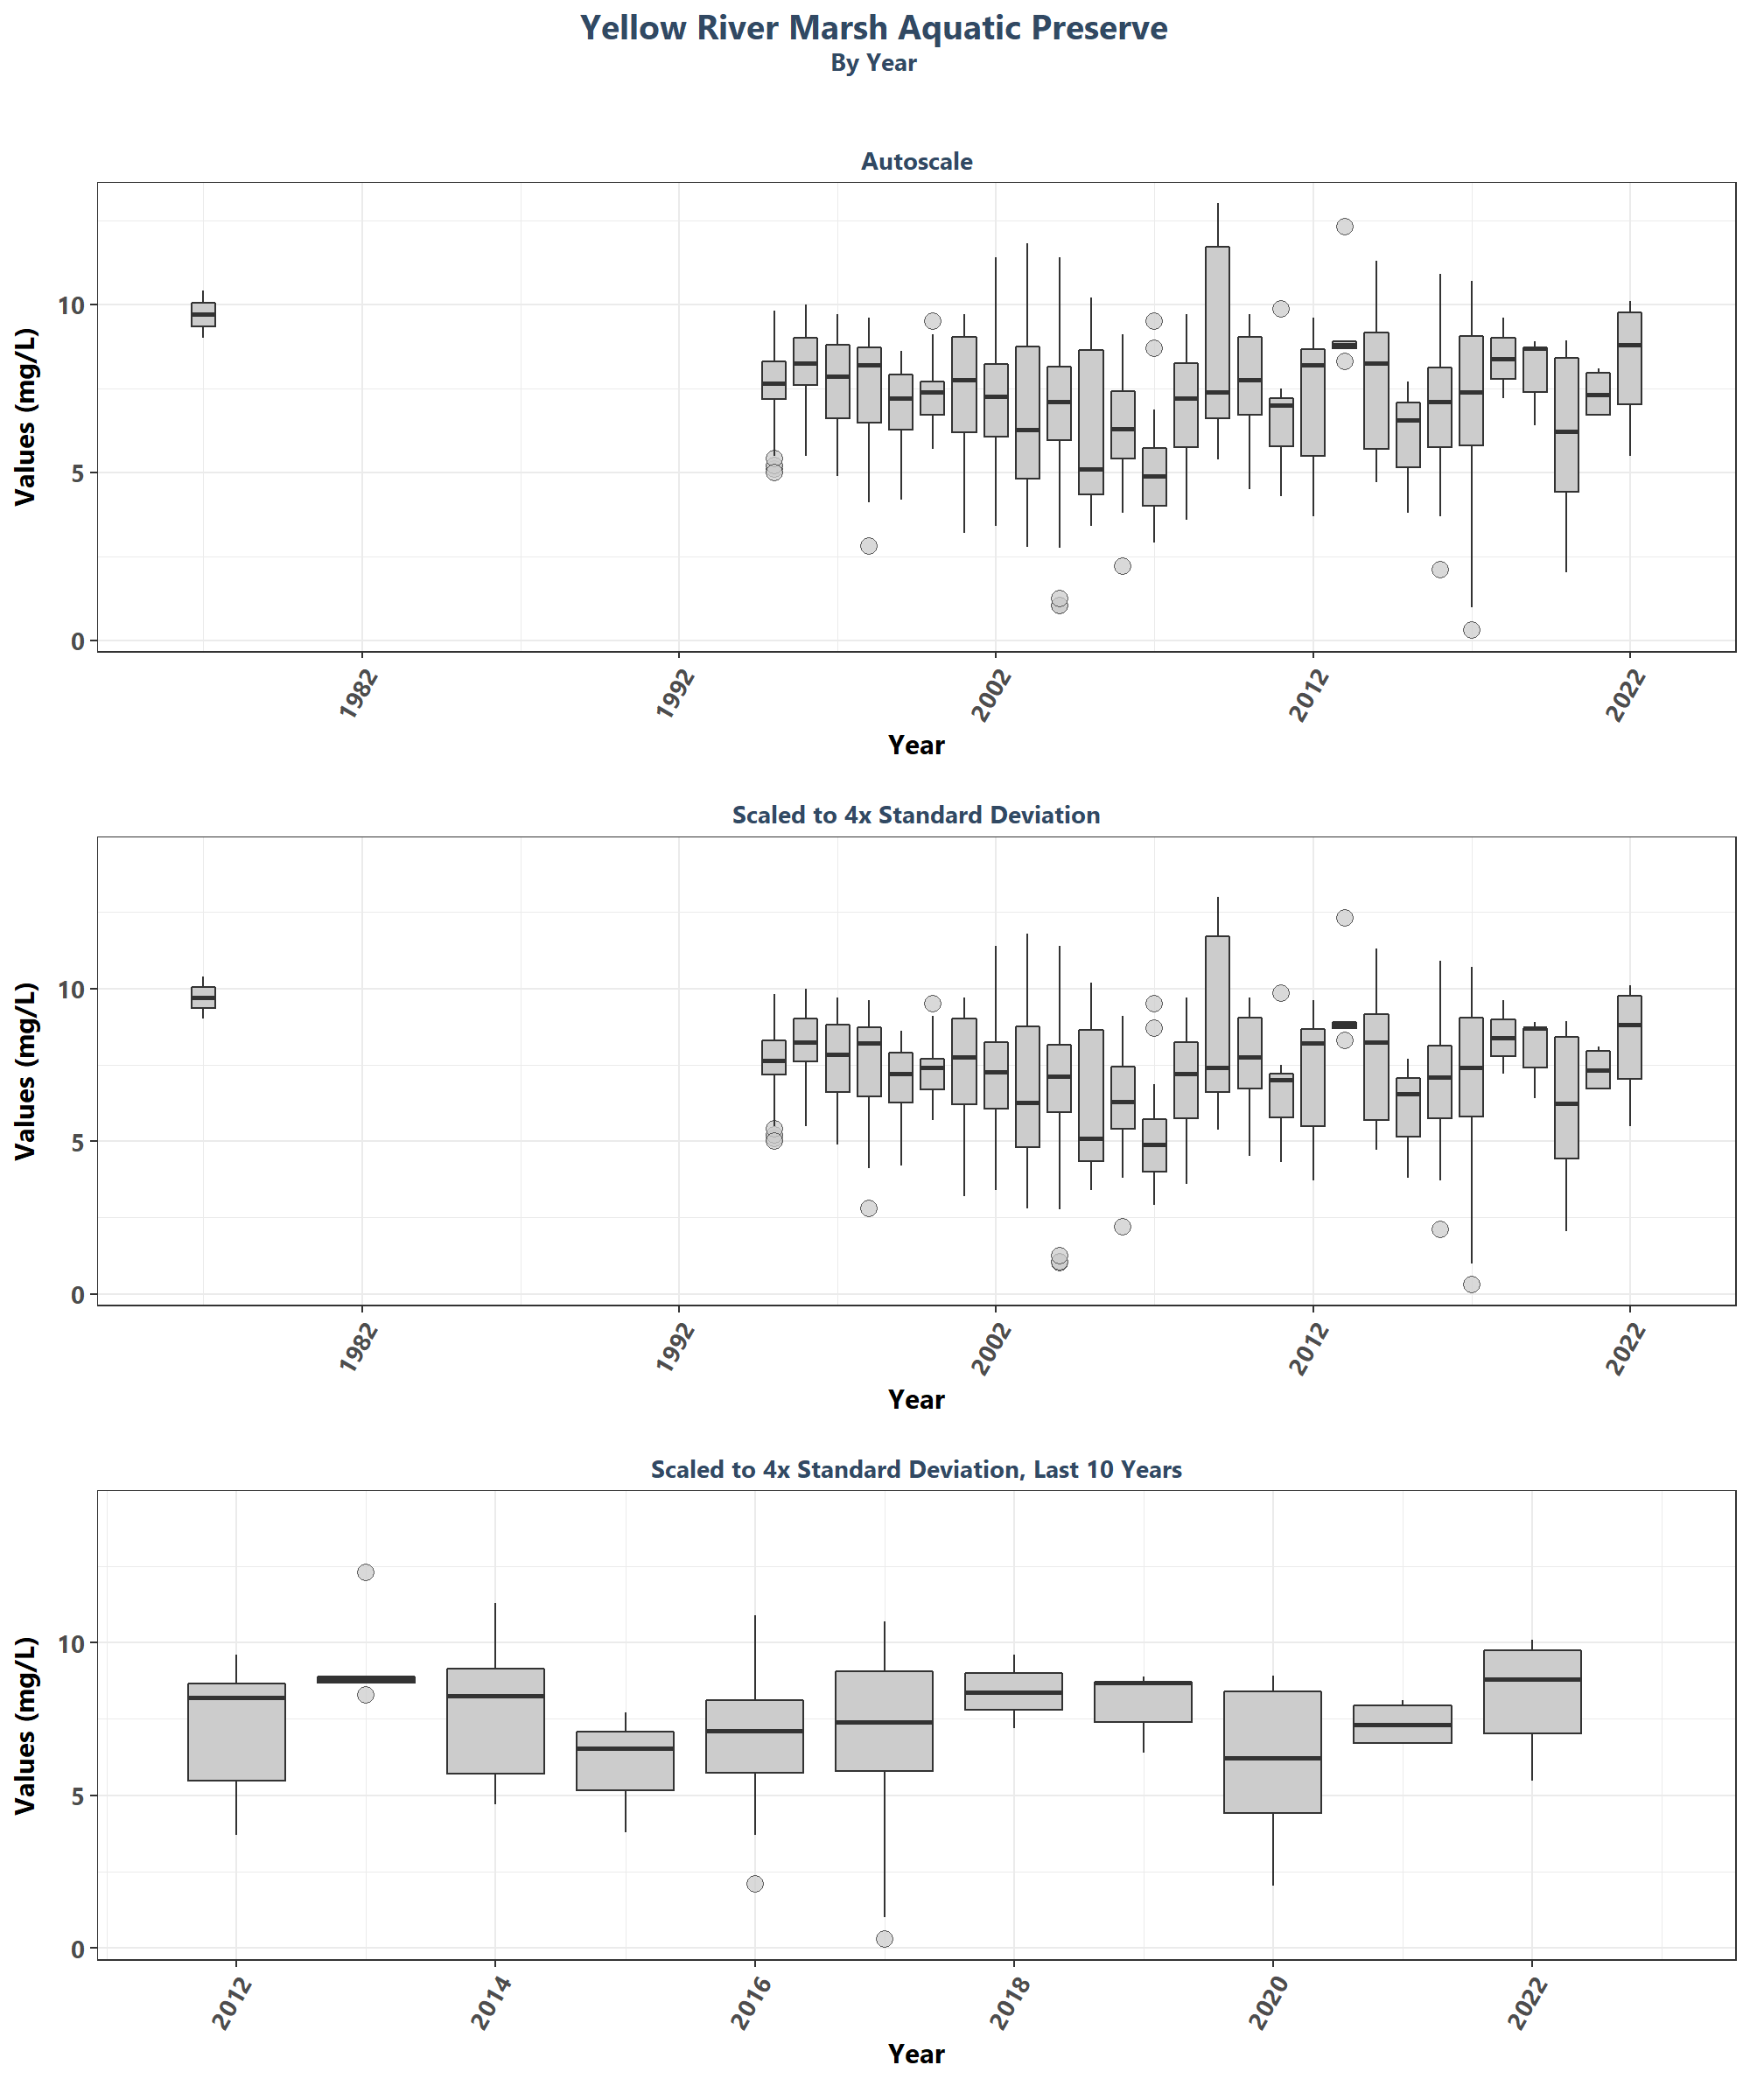 Yellow River Marsh Aquatic Preserve
By Year
Autoscale
Values (mg/L)
10
5
0
1982
1992
2002
2012
2022
Year
Scaled to 4x Standard Deviation
Values (mg/L)
10
5
0
1982
1992
2002
2012
2022
Year
Scaled to 4x Standard Deviation, Last 10 Years
Values (mg/L)
10
5
0
2012
2014
2016
2018
2020
2022
Year